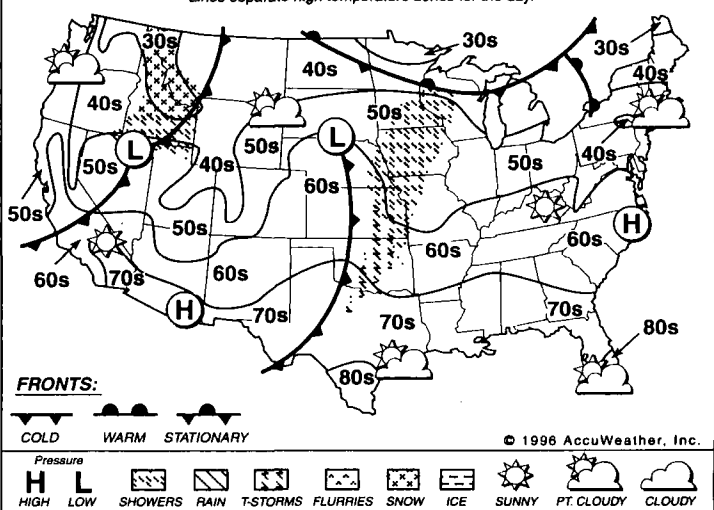 Lines separate high temperature zones for the day.
30s
30s
30s
40s
40s
40s
50s
40s
50s
50s
40s
50s
40s
60s
50s
50s
60s
60s
60s
70s
60s
70s
70s
70s
80s
80s
L
L
H
H
FRONTS:
COLD WARM STATIONARY
© 1996 AccuWeather, Inc.
Pressure
H L
HIGH LOW SHOWERS RAIN T-STORMS FLURRIES SNOW ICE SUNNY PT. CLOUDY CLOUDY